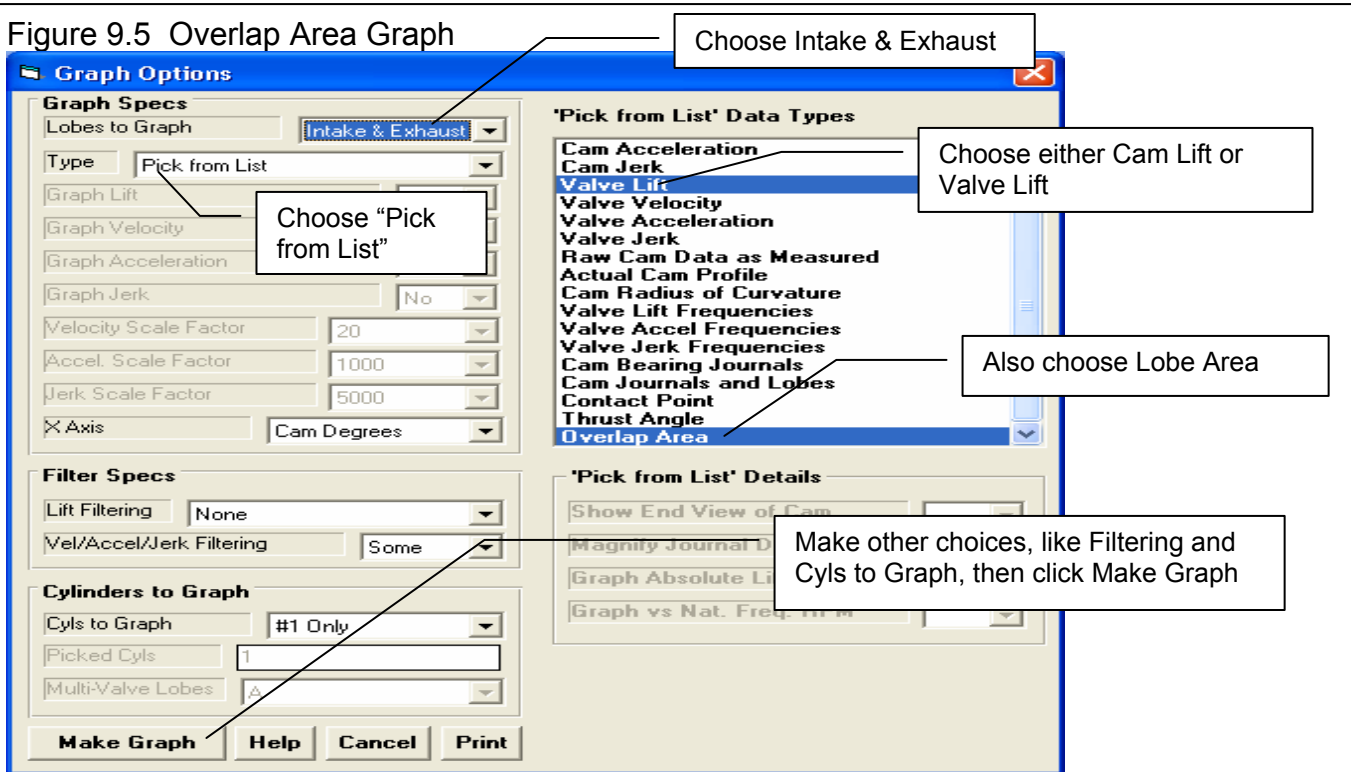 Figure 9.5 Overlap Area Graph
Choose Intake & Exhaust
Graph Options
Graph Specs
Lobes to Graph
Intake & Exhaust
Type
Pick from List
Graph Lift
Graph Velocity
Graph Acceleration
Choose “Pick
from List”
Graph Jerk
No
Velocity Scale Factor
20
Accel. Scale Factor
1000
Jerk Scale Factor
5000
X Axis
Cam Degrees
Filter Specs
Lift Filtering
None
Vel/Accel/Jerk Filtering
Some
Cylinders to Graph
Cyls to Graph
#1 Only
Picked Cyls
1
Multi-Valve Lobes
A
Make Graph
Help
Cancel
Print
'Pick from List' Data Types
Cam Acceleration
Cam Jerk
Valve Lift
Valve Velocity
Valve Acceleration
Valve Jerk
Raw Cam Data as Measured
Actual Cam Profile
Cam Radius of Curvature
Valve Lift Frequencies
Valve Accel Frequencies
Valve Jerk Frequencies
Cam Bearing Journals
Cam Journals and Lobes
Contact Point
Thrust Angle
Overlap Area
Choose either Cam Lift or
Valve Lift
Also choose Lobe Area
'Pick from List' Details
Show End View of Cam
Magnify Journal
Graph Absolute
Graph vs Nat. Freq. RPM
Make other choices, like Filtering and
Cyls to Graph, then click Make Graph